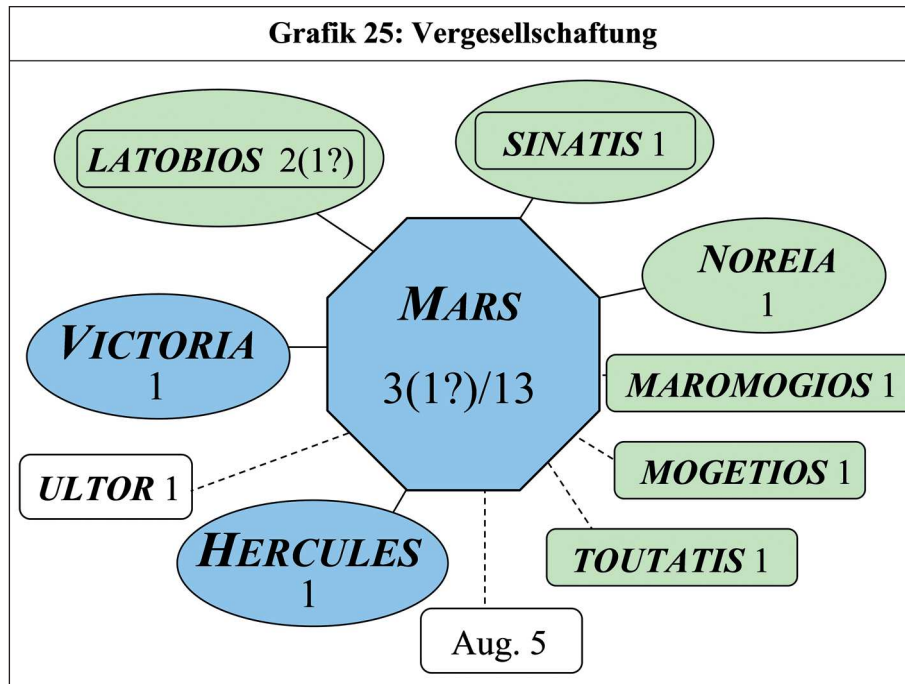 Grafik 25: Vergesellschaftung
LATOBIOS 2(1?)
SINATIS 1
NOREIA
1
MARS
3(1?)/13
VICTORIA
1
MAROMOGIOS 1
MOGETIOS 1
ULTOR 1
HERCULES
1
TOUTATIS 1
Aug. 5